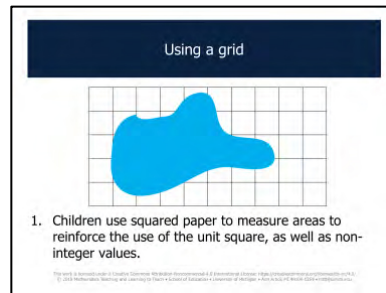 Using a grid
1. Children use squared paper to measure areas to
reinforce the use of the unit square, as well as non-
integer values.